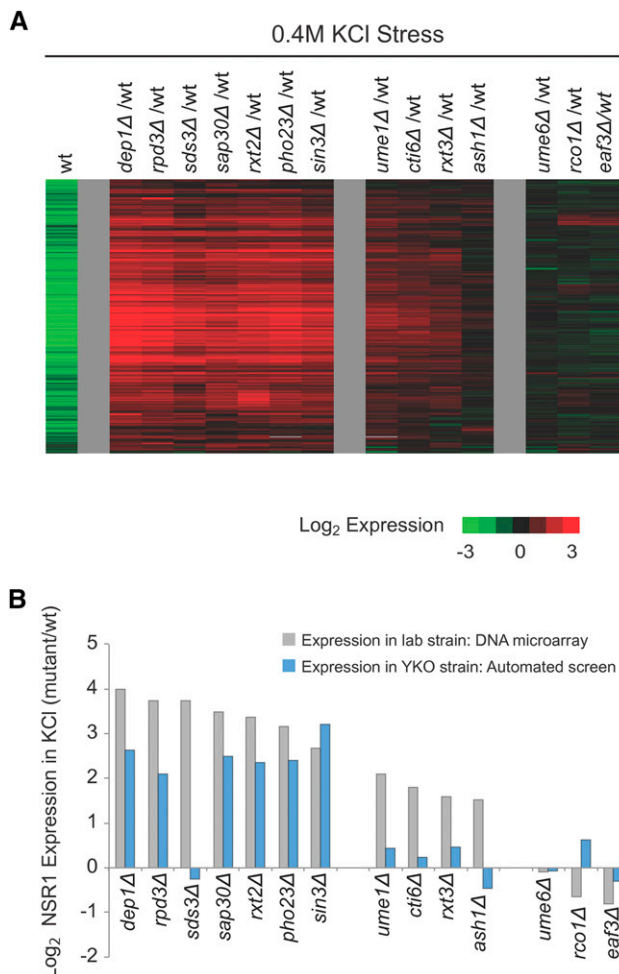 A
0.4M KCl Stress
wt
dep1Δ /wt
rpd3Δ /wt
sds3Δ /wt
sap30Δ /wt
rxt2Δ /wt
pho23Δ /wt
sin3Δ /wt
ume1Δ /wt
cti6Δ /wt
rxt3Δ /wt
ash1Δ /wt
ume6Δ /wt
rco1Δ /wt
eaf3Δ/wt
Log2 Expression
-3 0 3
B
Log2 NSR1 Expression in KCl (mutant/wt)
5
4
3
2
1
0
-1
-2
Expression in lab strain: DNA microarray
Expression in YKO strain: Automated screen
dep1Δ
rpd3Δ
sds3Δ
sap30Δ
rxt2Δ
pho23Δ
sin3Δ
ume1Δ
cti6Δ
rxt3Δ
ash1Δ
ume6Δ
rco1Δ
eaf3Δ